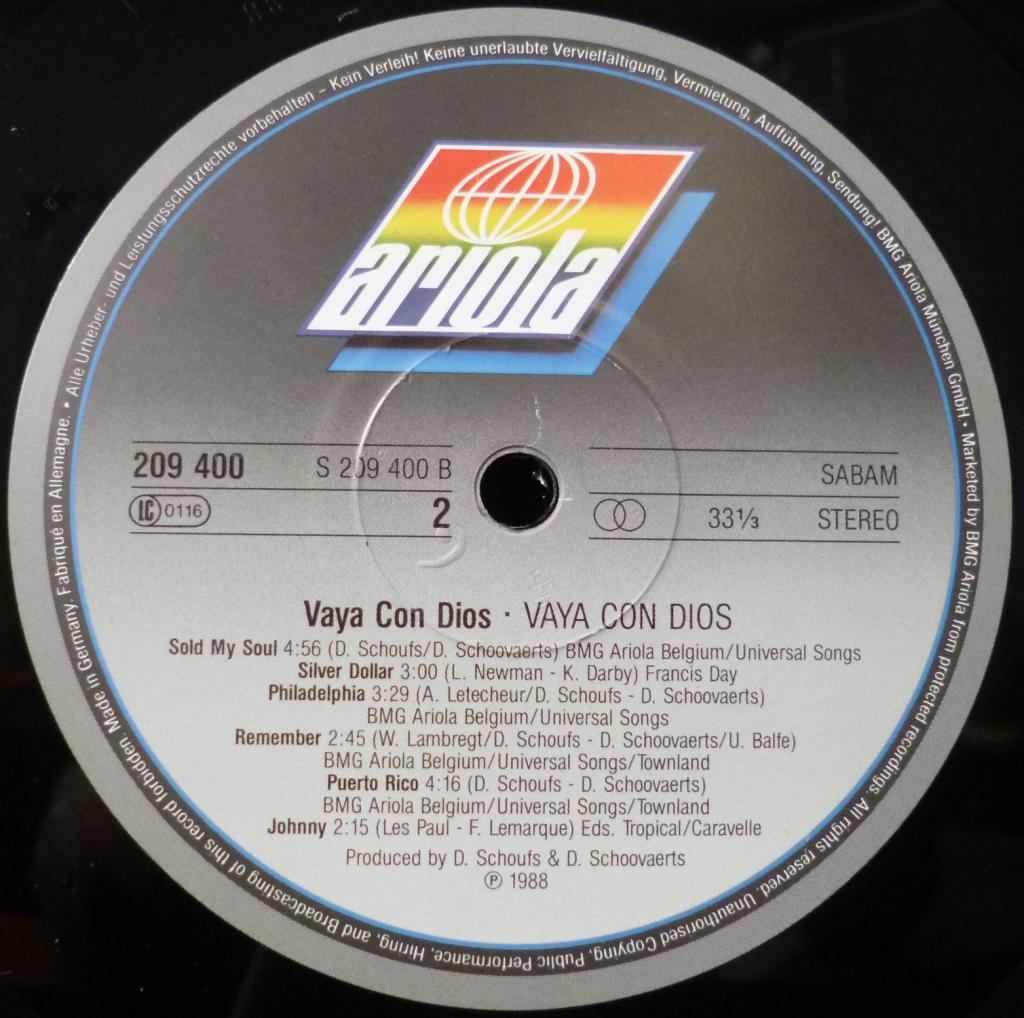 Alle Urheber- und Leistungsschutzrechte vorbehalten – Kein Verleih! Keine unerlaubte Vervielfältigung, Vermietung, Aufführung, Sendung! BMG Ariola München GmbH • Marketed by BMG Ariola from protected recordings. All rights reserved. Unauthorised Copying, Public Performance, Hiring, and Broadcasting of this record forbidden. Made in Germany. Fabriqué en Allemagne. •
ariola
209 400 S 209 400 B SABAM
LC 0116 2 33⅓ STEREO
Vaya Con Dios · VAYA CON DIOS
Sold My Soul 4:56 (D. Schoufs/D. Schoovaerts) BMG Ariola Belgium/Universal Songs
Silver Dollar 3:00 (L. Newman - K. Darby) Francis Day
Philadelphia 3:29 (A. Letecheur/D. Schoufs - D. Schoovaerts)
BMG Ariola Belgium/Universal Songs
Remember 2:45 (W. Lambregt/D. Schoufs - D. Schoovaerts/U. Balfe)
BMG Ariola Belgium/Universal Songs/Townland
Puerto Rico 4:16 (D. Schoufs - D. Schoovaerts)
BMG Ariola Belgium/Universal Songs/Townland
Johnny 2:15 (Les Paul - F. Lemarque) Eds. Tropical/Caravelle
Produced by D. Schoufs & D. Schoovaerts
℗ 1988